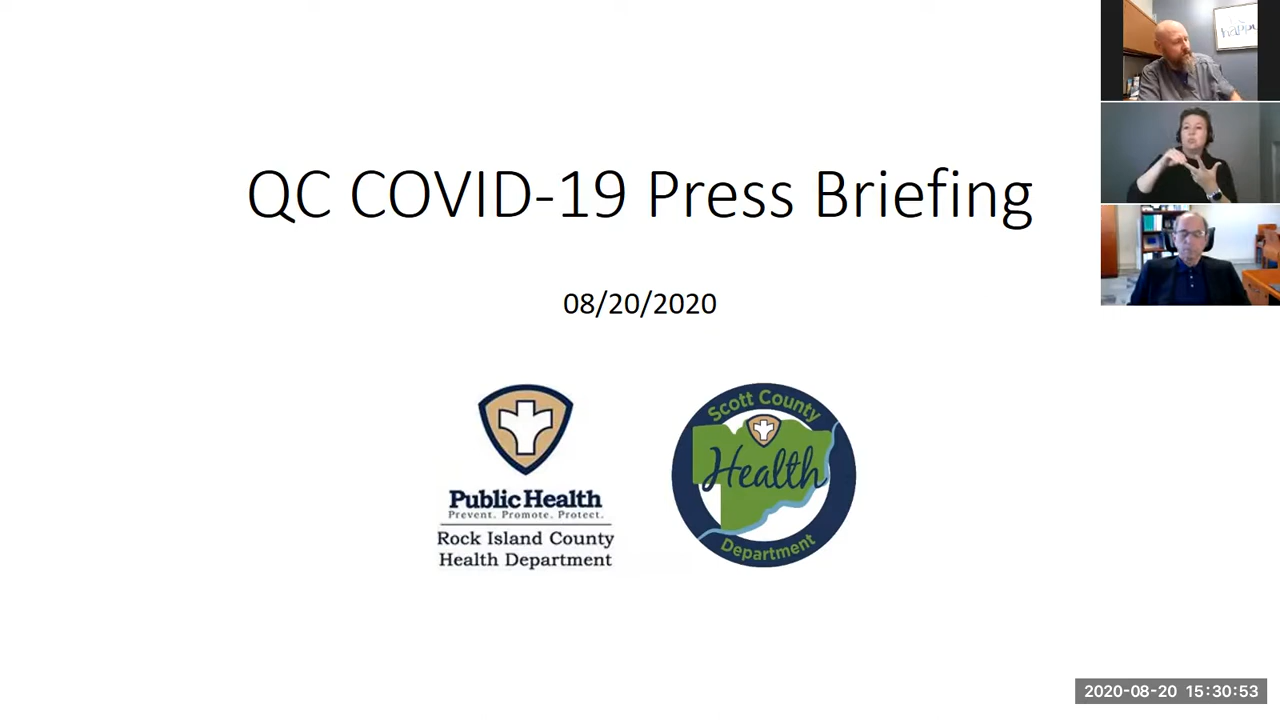 QC COVID-19 Press Briefing
08/20/2020
Public Health
Prevent. Promote. Protect.
Rock Island County
Health Department
Scott County
Health
Department
happy
2020-08-20 15:30:53